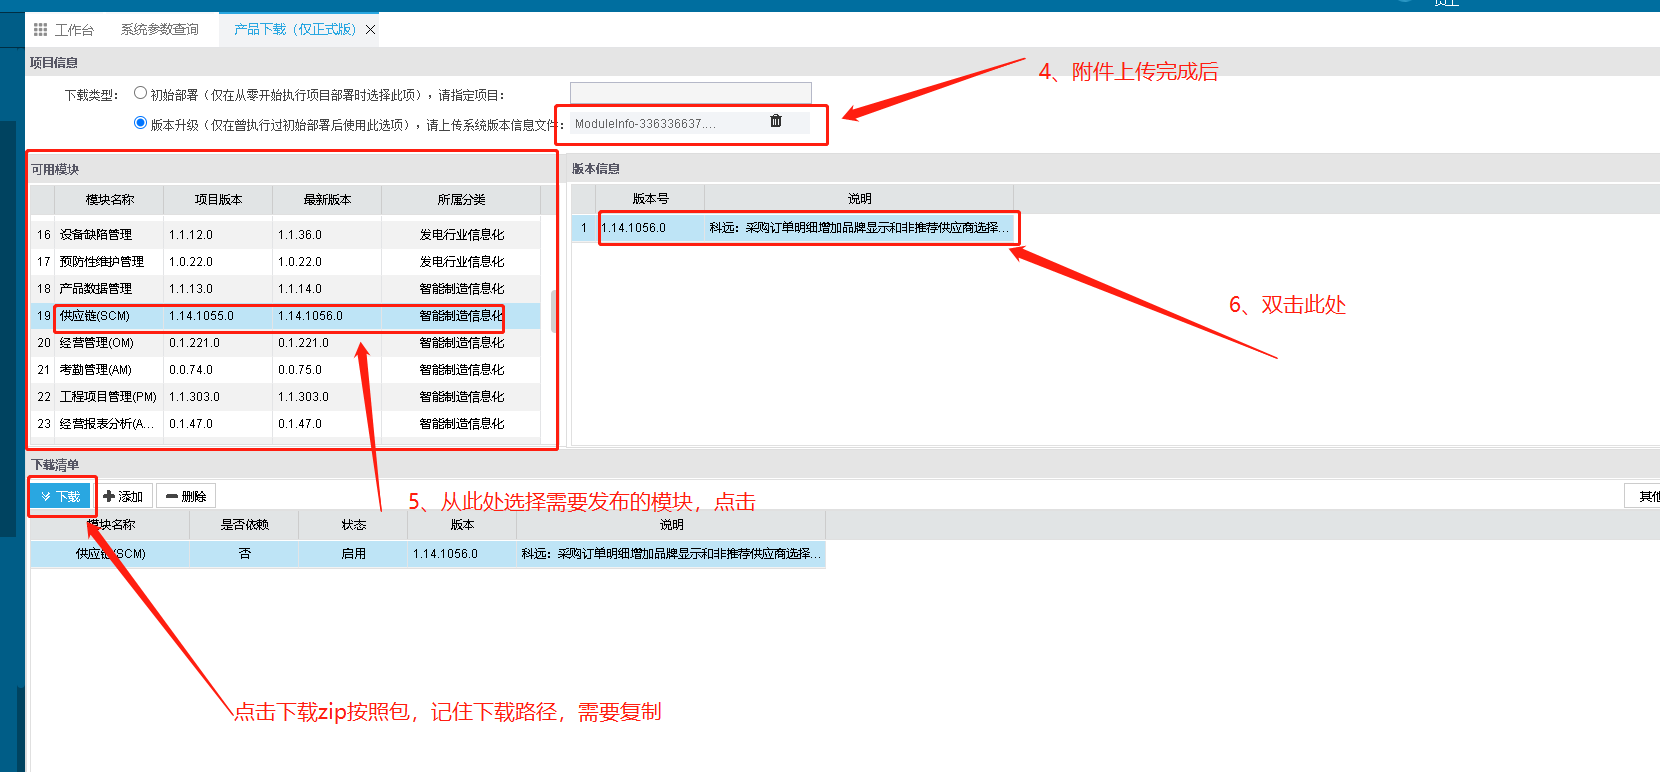 员工
工作台 系统参数查询 产品下载（仅正式版）
项目信息
4、附件上传完成后
下载类型： 初始部署（仅在从零开始执行项目部署时选择此项），请指定项目：
版本升级（仅在曾执行过初始部署后使用此选项），请上传系统版本信息文件： ModuleInfo-336336637....
可用模块
模块名称 项目版本 最新版本 所属分类
16 设备缺陷管理 1.1.12.0 1.1.36.0 发电行业信息化
17 预防性维护管理 1.0.22.0 1.0.22.0 发电行业信息化
18 产品数据管理 1.1.13.0 1.1.14.0 智能制造信息化
19 供应链(SCM) 1.14.1055.0 1.14.1056.0 智能制造信息化
20 经营管理(OM) 0.1.221.0 0.1.221.0 智能制造信息化
21 考勤管理(AM) 0.0.74.0 0.0.75.0 智能制造信息化
22 工程项目管理(PM) 1.1.303.0 1.1.303.0 智能制造信息化
23 经营报表分析(A... 0.1.47.0 0.1.47.0 智能制造信息化
版本信息
版本号 说明
1 1.14.1056.0 科远：采购订单明细增加品牌显示和非推荐供应商选择...
6、双击此处
下载清单
下载 添加 删除 其他
5、从此处选择需要发布的模块，点击
模块名称 是否依赖 状态 版本 说明
供应链(SCM) 否 启用 1.14.1056.0 科远：采购订单明细增加品牌显示和非推荐供应商选择...
点击下载zip按照包，记住下载路径，需要复制